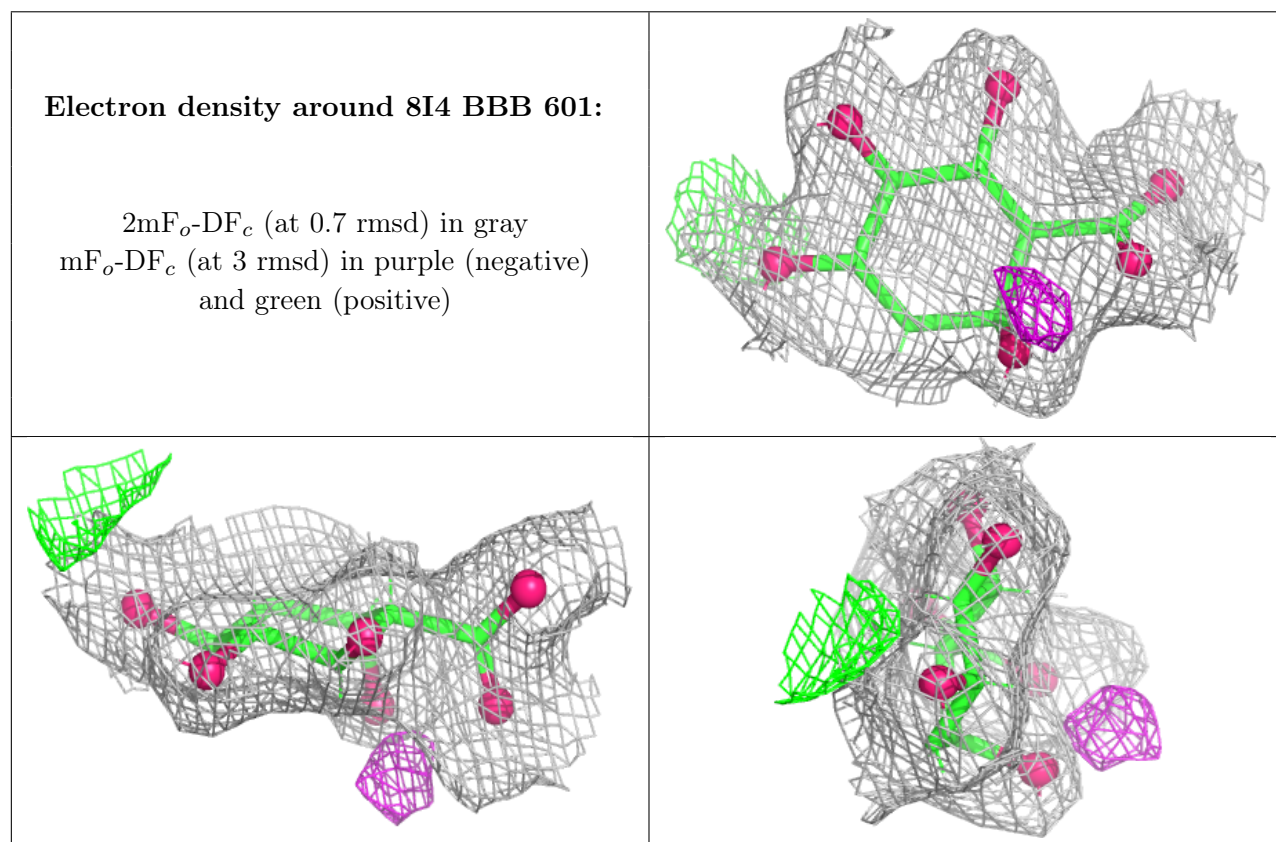 Electron density around 8I4 BBB 601:
2mFo-DFc (at 0.7 rmsd) in gray
mFo-DFc (at 3 rmsd) in purple (negative)
and green (positive)